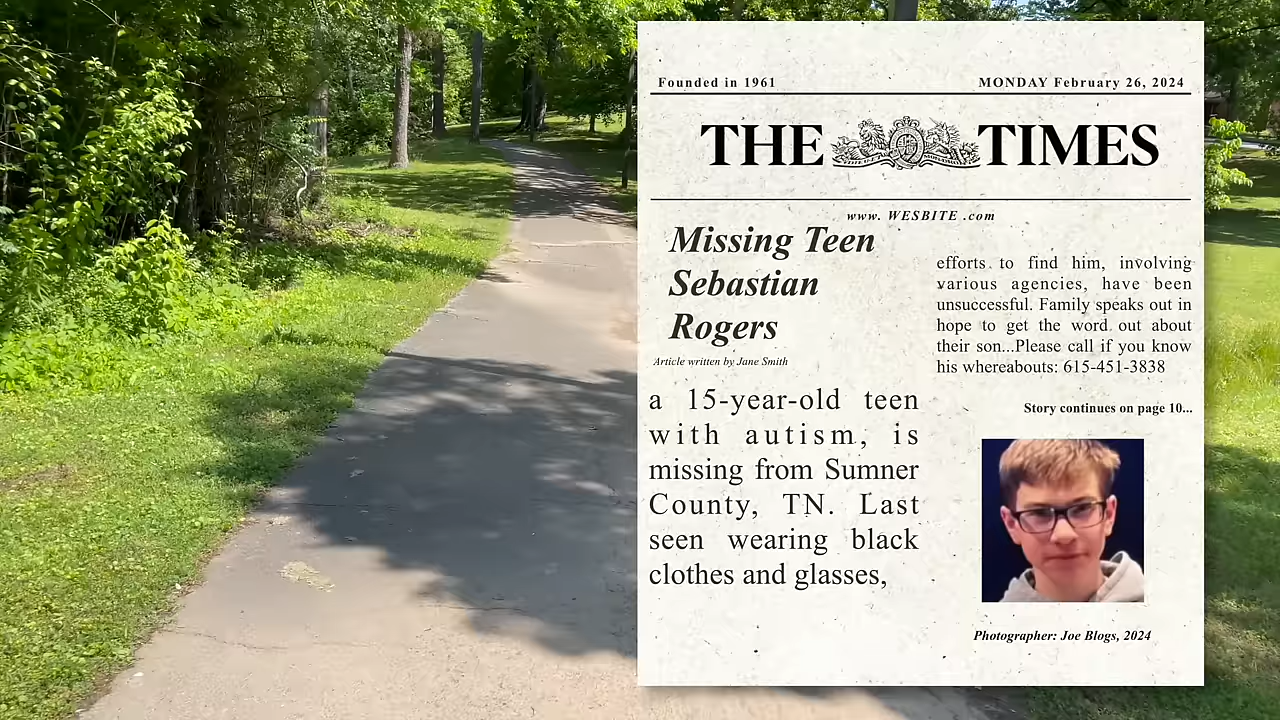 Founded in 1961
MONDAY February 26, 2024
THE TIMES
www. WESBITE .com
Missing Teen
Sebastian
Rogers
Article written by Jane Smith
a 15-year-old teen
with autism, is
missing from Sumner
County, TN. Last
seen wearing black
clothes and glasses,
efforts to find him, involving
various agencies, have been
unsuccessful. Family speaks out in
hope to get the word out about
their son...Please call if you know
his whereabouts: 615-451-3838
Story continues on page 10...
Photographer: Joe Blogs, 2024